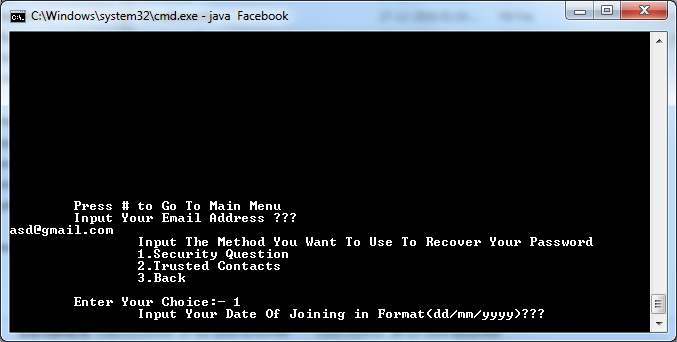 C:\Windows\system32\cmd.exe - java  Facebook
Press # to Go To Main Menu
Input Your Email Address ???
asd@gmail.com
Input The Method You Want To Use To Recover Your Password
1.Security Question
2.Trusted Contacts
3.Back
Enter Your Choice:- 1
Input Your Date Of Joining in Format(dd/mm/yyyy)???